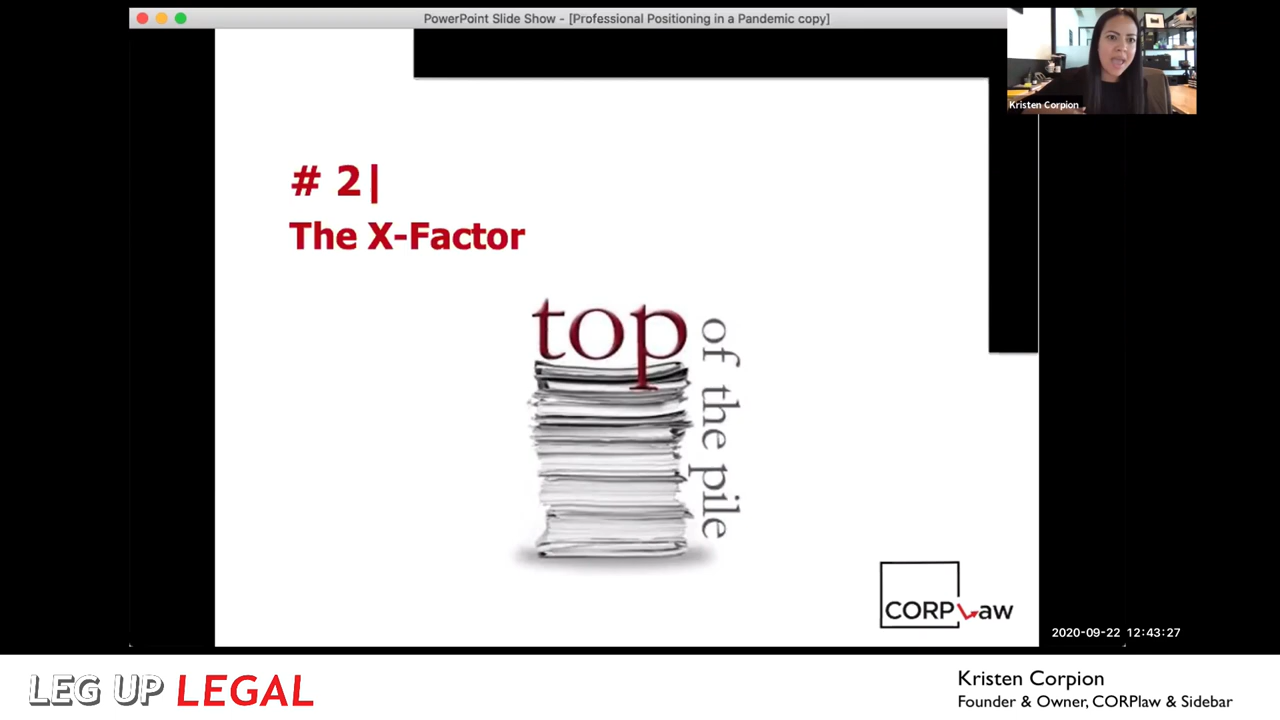 PowerPoint Slide Show - [Professional Positioning in a Pandemic copy]
Kristen Corpion
# 2|
The X-Factor
top
of the pile
CORPLaw
2020-09-22 12:43:27
LEG UP LEGAL
Kristen Corpion
Founder & Owner, CORPlaw & Sidebar